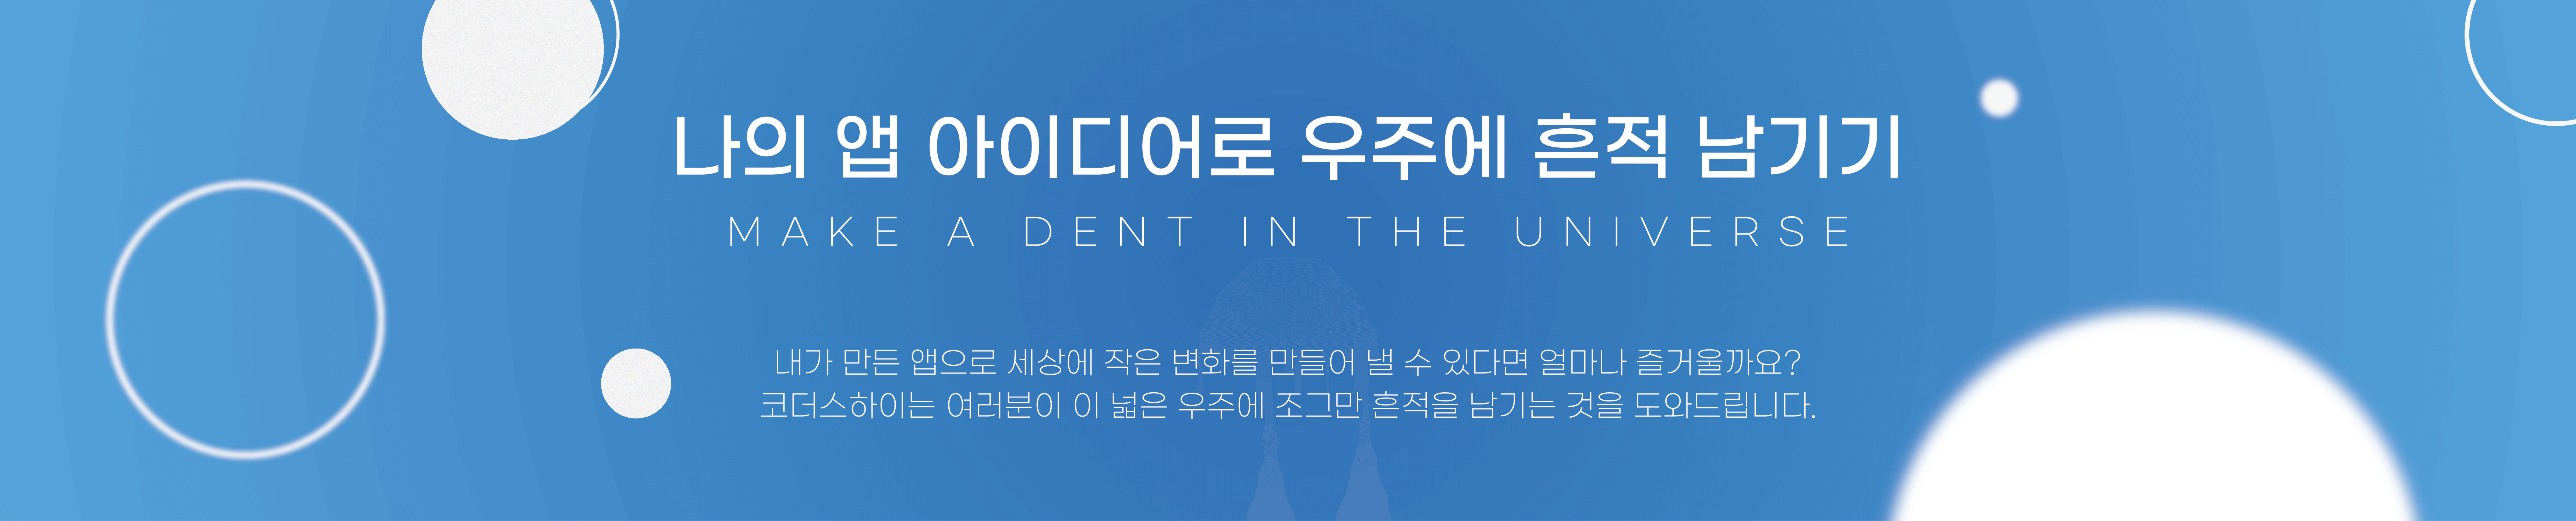 나의 앱 아이디어로 우주에 흔적 남기기
MAKE A DENT IN THE UNIVERSE
내가 만든 앱으로 세상에 작은 변화를 만들어 낼 수 있다면 얼마나 즐거울까요?
코더스하이는 여러분이 이 넓은 우주에 조그만 흔적을 남기는 것을 도와드립니다.